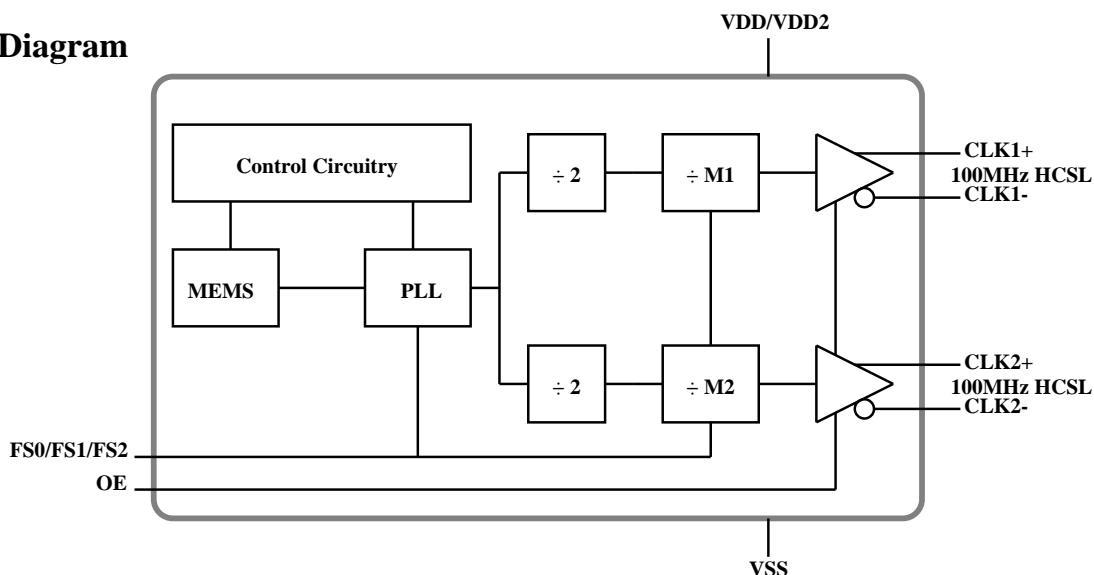 VDD/VDD2
Diagram
Control Circuitry
÷ 2
÷ M1
CLK1+
100MHz HCSL
CLK1-
MEMS
PLL
÷ 2
÷ M2
CLK2+
100MHz HCSL
CLK2-
FS0/FS1/FS2
OE
VSS